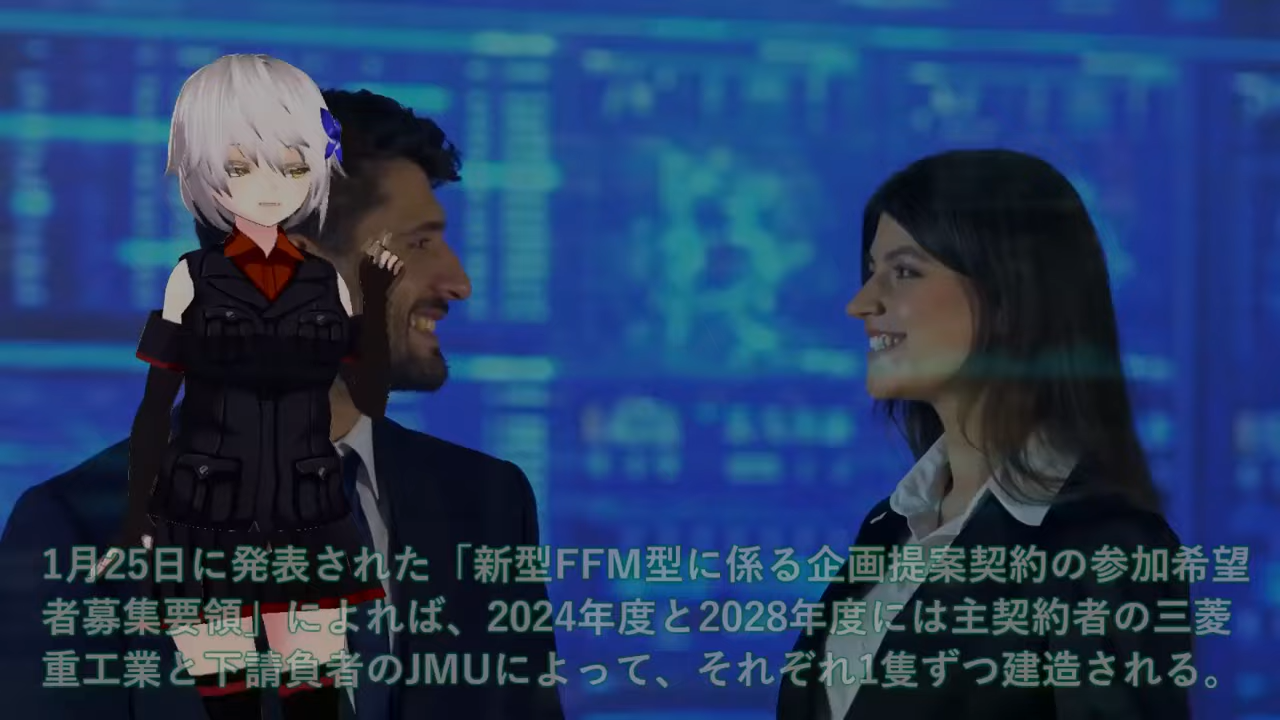 1月25日に発表された「新型FFM型に係る企画提案契約の参加希望
者募集要領」によれば、2024年度と2028年度には主契約者の三菱
重工業と下請負者のJMUによって、それぞれ1隻ずつ建造される。